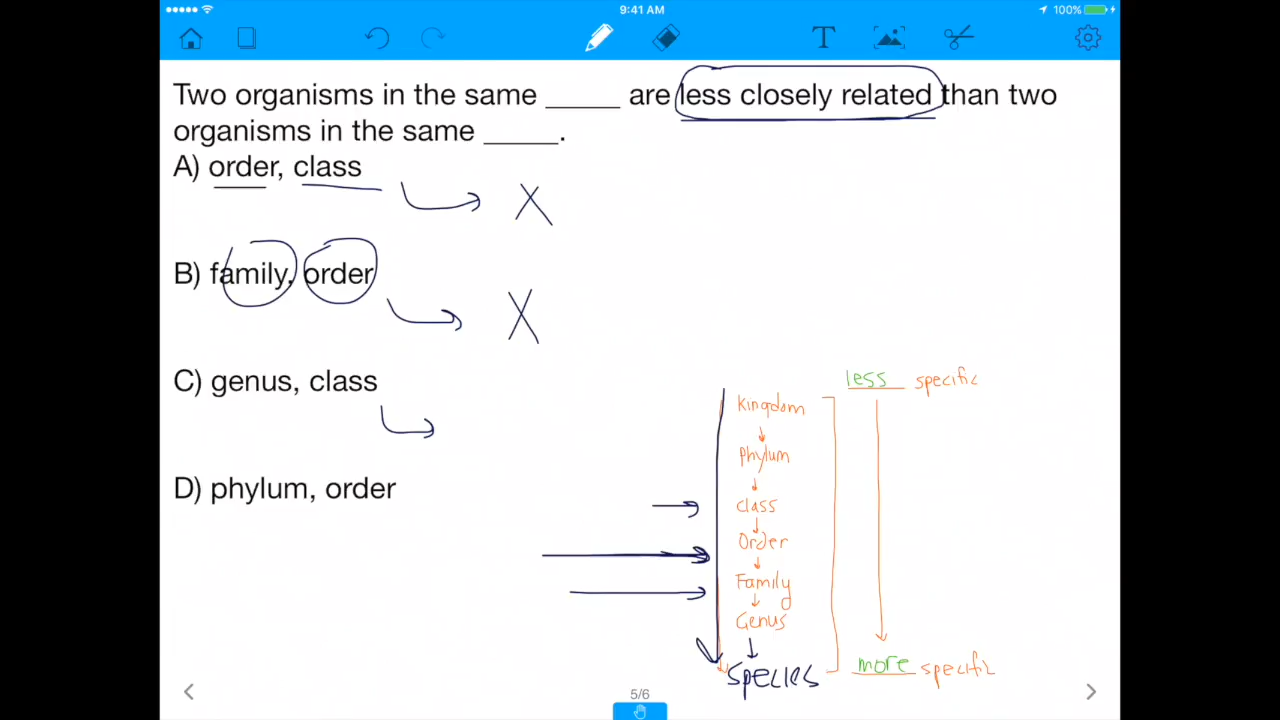 9:41 AM
100%
T
Two organisms in the same _____ are less closely related than two
organisms in the same _____.
A) order, class
X
B) family, order
X
C) genus, class
D) phylum, order
less specific
Kingdom
Phylum
Class
Order
Family
Genus
Species
more specific
5/6